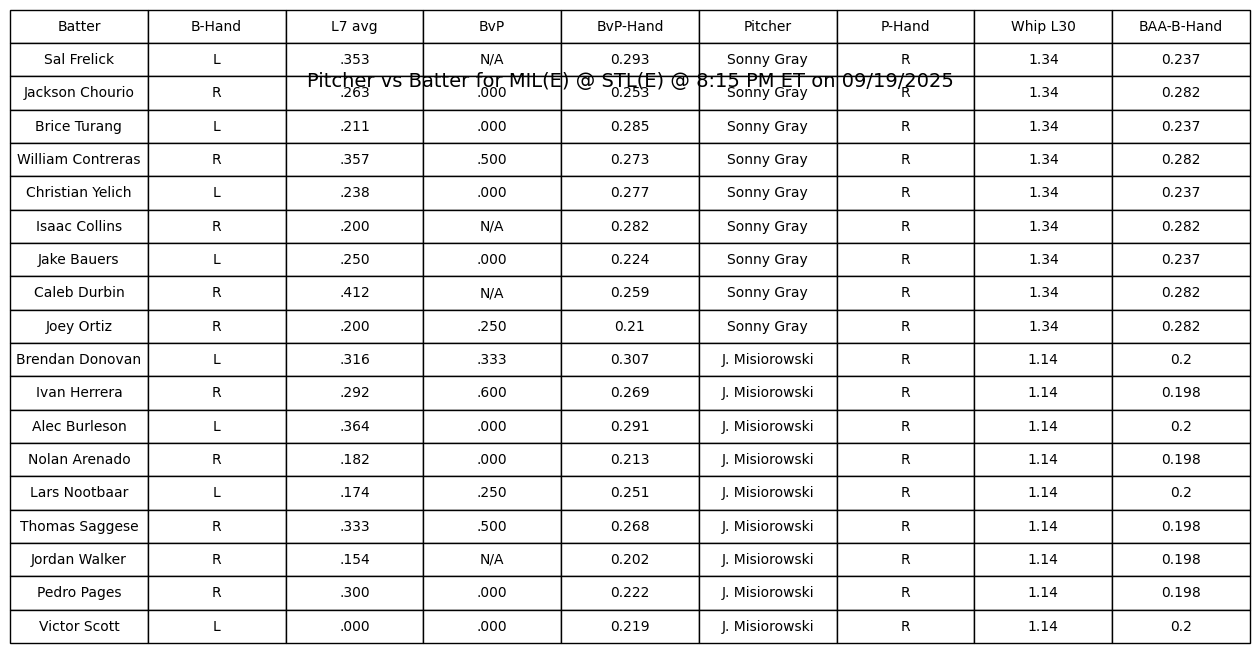 Batter B-Hand L7 avg BvP BvP-Hand Pitcher P-Hand Whip L30 BAA-B-Hand
Sal Frelick L .353 N/A 0.293 Sonny Gray R 1.34 0.237
Pitcher vs Batter for MIL(E) @ STL(E) @ 8:15 PM ET on 09/19/2025
Jackson Chourio R .263 .000 0.253 Sonny Gray R 1.34 0.282
Brice Turang L .211 .000 0.285 Sonny Gray R 1.34 0.237
William Contreras R .357 .500 0.273 Sonny Gray R 1.34 0.282
Christian Yelich L .238 .000 0.277 Sonny Gray R 1.34 0.237
Isaac Collins R .200 N/A 0.282 Sonny Gray R 1.34 0.282
Jake Bauers L .250 .000 0.224 Sonny Gray R 1.34 0.237
Caleb Durbin R .412 N/A 0.259 Sonny Gray R 1.34 0.282
Joey Ortiz R .200 .250 0.21 Sonny Gray R 1.34 0.282
Brendan Donovan L .316 .333 0.307 J. Misiorowski R 1.14 0.2
Ivan Herrera R .292 .600 0.269 J. Misiorowski R 1.14 0.198
Alec Burleson L .364 .000 0.291 J. Misiorowski R 1.14 0.2
Nolan Arenado R .182 .000 0.213 J. Misiorowski R 1.14 0.198
Lars Nootbaar L .174 .250 0.251 J. Misiorowski R 1.14 0.2
Thomas Saggese R .333 .500 0.268 J. Misiorowski R 1.14 0.198
Jordan Walker R .154 N/A 0.202 J. Misiorowski R 1.14 0.198
Pedro Pages R .300 .000 0.222 J. Misiorowski R 1.14 0.198
Victor Scott L .000 .000 0.219 J. Misiorowski R 1.14 0.2